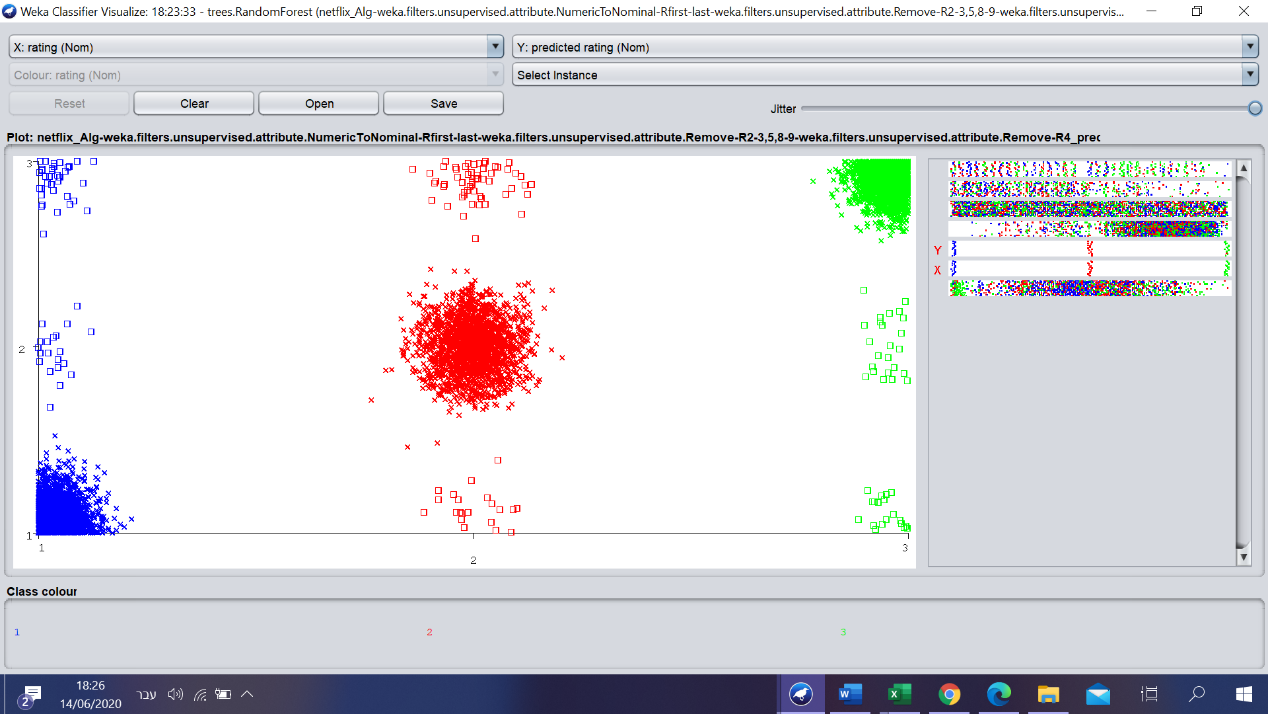 Weka Classifier Visualize: 18:23:33 - trees.RandomForest (netflix_Alg-weka.filters.unsupervised.attribute.NumericToNominal-Rfirst-last-weka.filters.unsupervised.attribute.Remove-R2-3,5,8-9-weka.filters.unsupervis...
X: rating (Nom)
Y: predicted rating (Nom)
Colour: rating (Nom)
Select Instance
Reset
Clear
Open
Save
Jitter
Plot: netflix_Alg-weka.filters.unsupervised.attribute.NumericToNominal-Rfirst-last-weka.filters.unsupervised.attribute.Remove-R2-3,5,8-9-weka.filters.unsupervised.attribute.Remove-R4_prec
3
2
1
1
2
3
Y
X
Class colour
1
2
3
2
18:26
14/06/2020
עבר